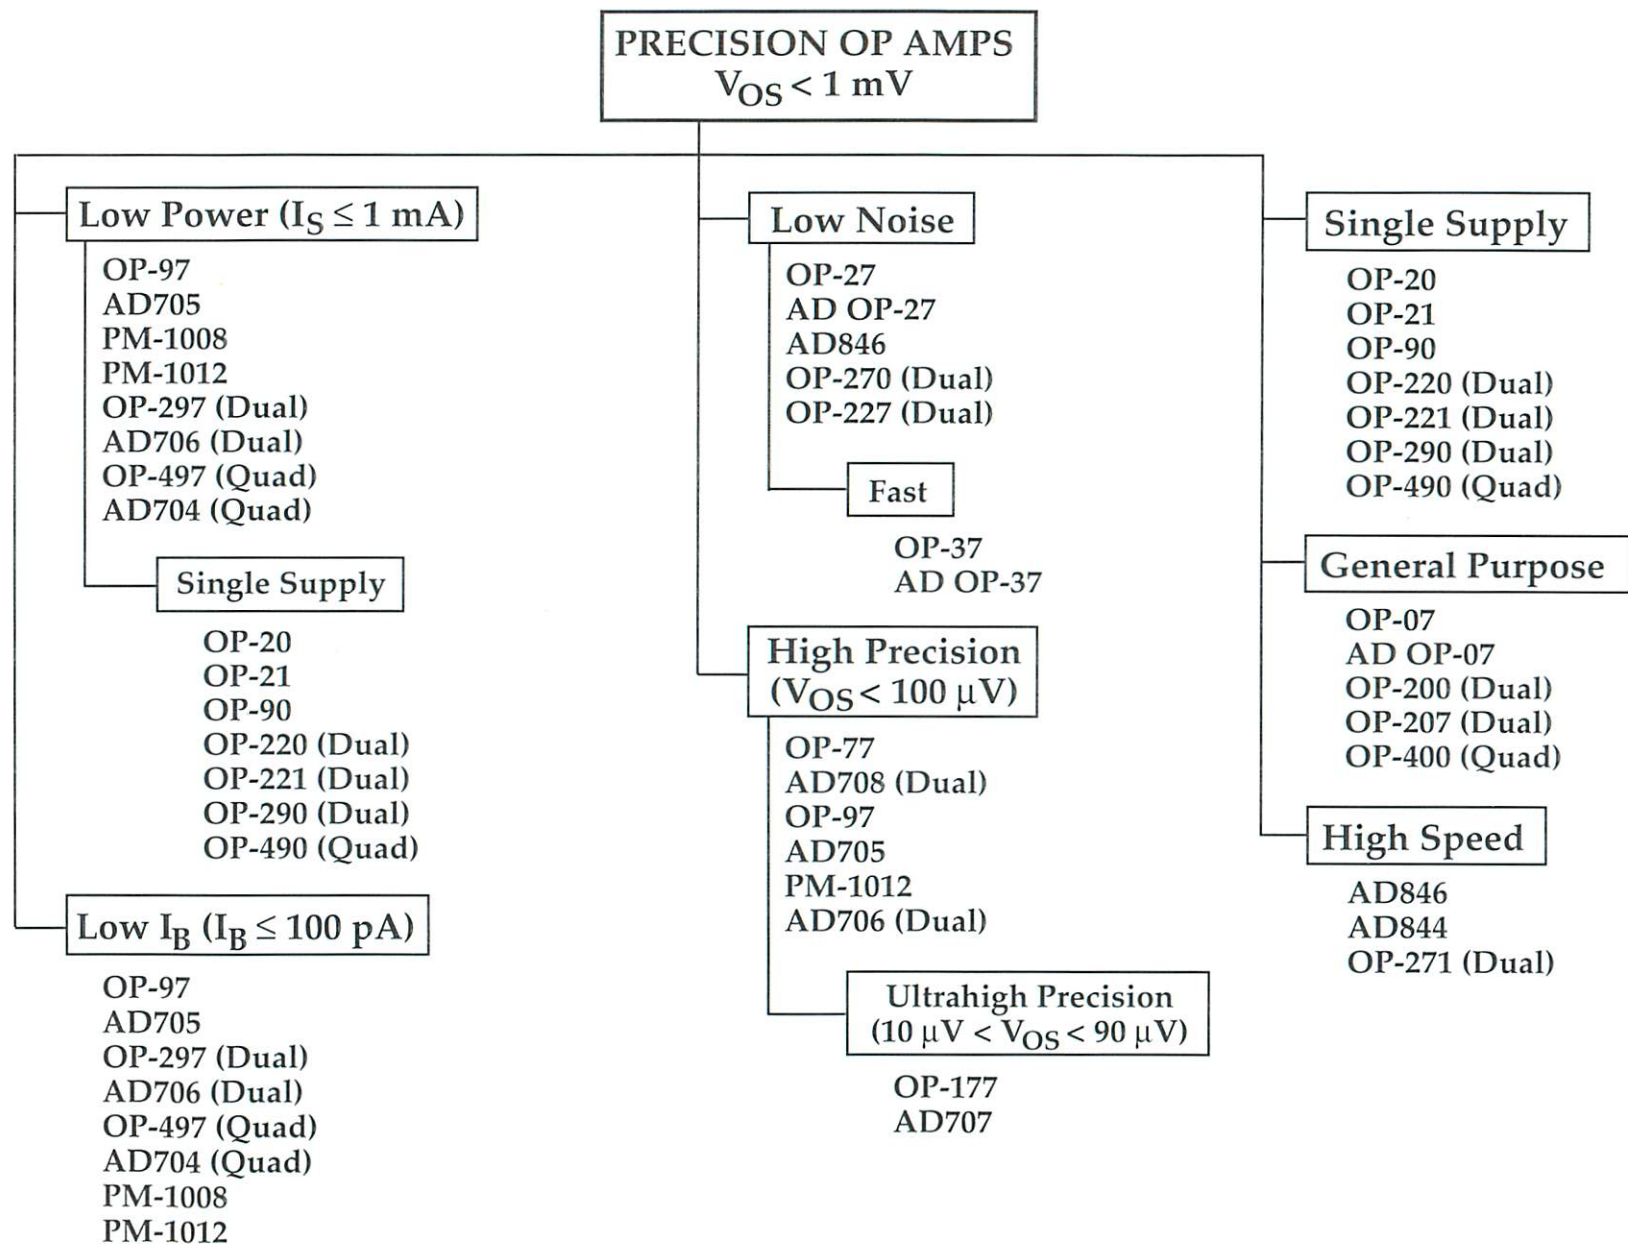 PRECISION OP AMPS
VOS < 1 mV
Low Power (IS ≤ 1 mA)
OP-97
AD705
PM-1008
PM-1012
OP-297 (Dual)
AD706 (Dual)
OP-497 (Quad)
AD704 (Quad)
Single Supply
OP-20
OP-21
OP-90
OP-220 (Dual)
OP-221 (Dual)
OP-290 (Dual)
OP-490 (Quad)
Low IB (IB ≤ 100 pA)
OP-97
AD705
OP-297 (Dual)
AD706 (Dual)
OP-497 (Quad)
AD704 (Quad)
PM-1008
PM-1012
Low Noise
OP-27
AD OP-27
AD846
OP-270 (Dual)
OP-227 (Dual)
Fast
OP-37
AD OP-37
High Precision
(VOS < 100 µV)
OP-77
AD708 (Dual)
OP-97
AD705
PM-1012
AD706 (Dual)
Ultrahigh Precision
(10 µV < VOS < 90 µV)
OP-177
AD707
Single Supply
OP-20
OP-21
OP-90
OP-220 (Dual)
OP-221 (Dual)
OP-290 (Dual)
OP-490 (Quad)
General Purpose
OP-07
AD OP-07
OP-200 (Dual)
OP-207 (Dual)
OP-400 (Quad)
High Speed
AD846
AD844
OP-271 (Dual)